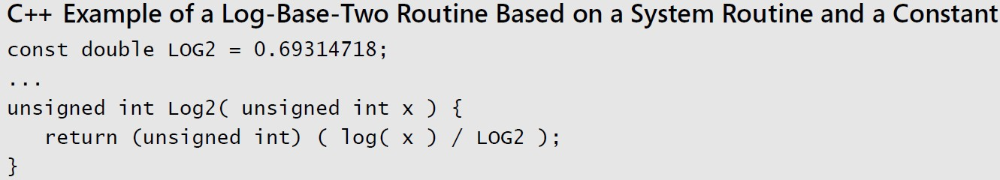 C++ Example of a Log-Base-Two Routine Based on a System Routine and a Constant
const double LOG2 = 0.69314718;
...
unsigned int Log2( unsigned int x ) {
   return (unsigned int) ( log( x ) / LOG2 );
}